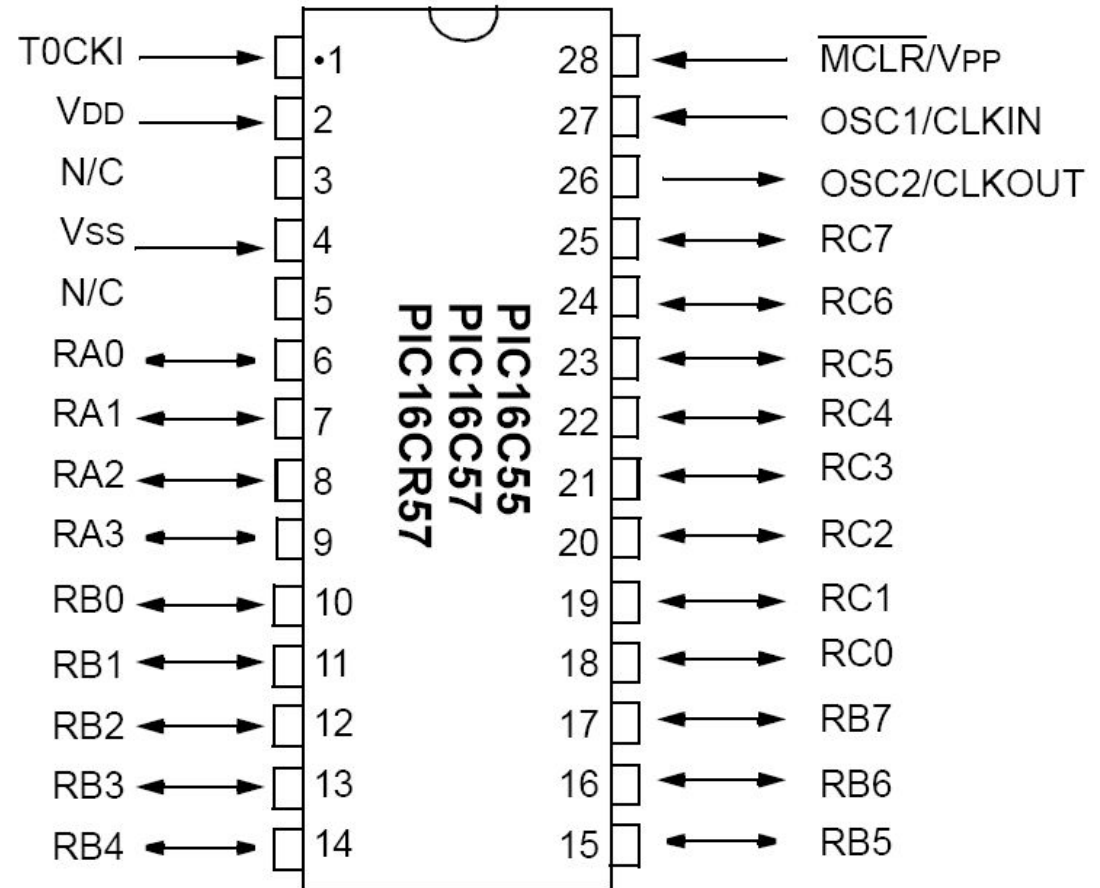 T0CKI •1 28 MCLR/VPP
VDD 2 27 OSC1/CLKIN
N/C 3 26 OSC2/CLKOUT
VSS 4 25 RC7
N/C 5 24 RC6
RA0 6 23 RC5
RA1 7 22 RC4
RA2 8 21 RC3
RA3 9 20 RC2
RB0 10 19 RC1
RB1 11 18 RC0
RB2 12 17 RB7
RB3 13 16 RB6
RB4 14 15 RB5
PIC16C55
PIC16C57
PIC16CR57